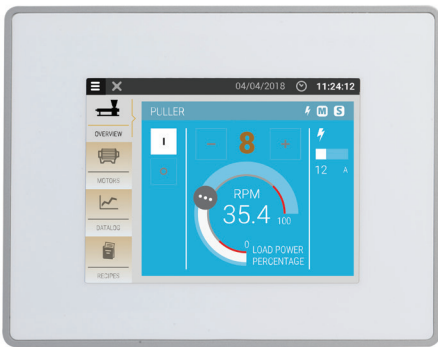 04/04/2018 11:24:12
OVERVIEW
MOTORS
CATALOG
RECIPES
PULLER
M S
I
- 8 +
12 A
RPM
35.4
100
0
LOAD POWER
PERCENTAGE